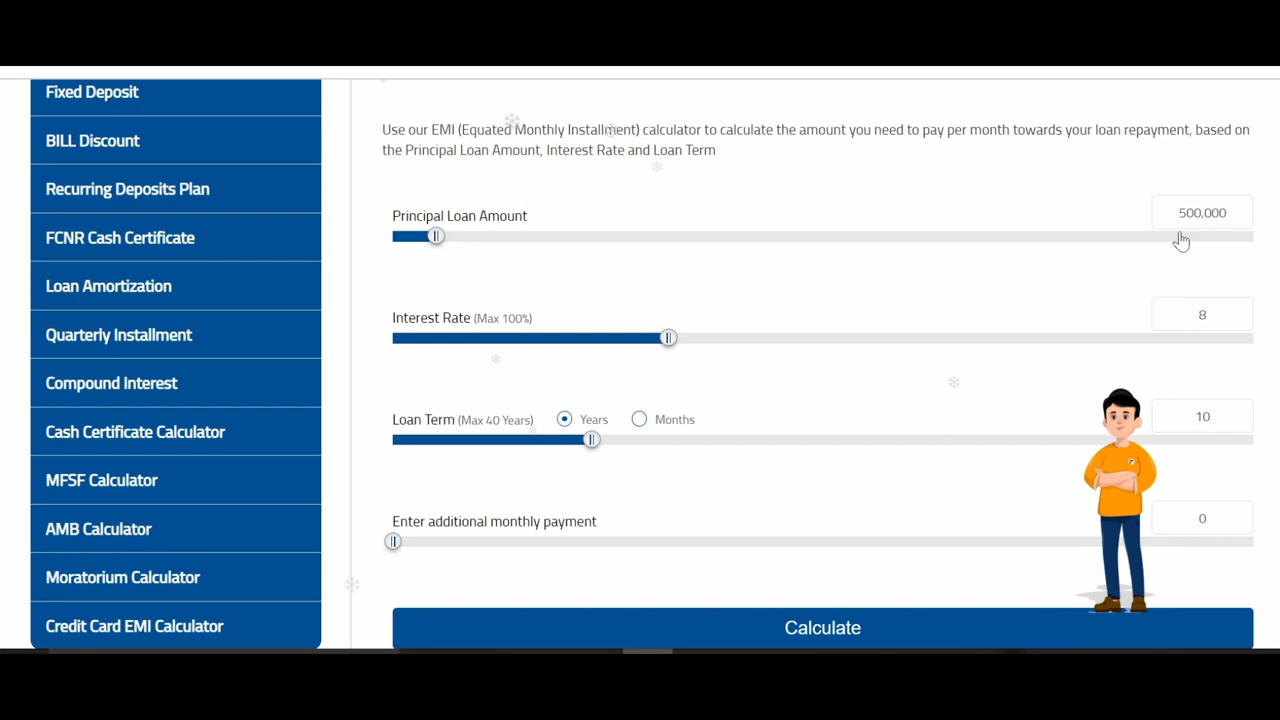 Fixed Deposit
BILL Discount
Recurring Deposits Plan
FCNR Cash Certificate
Loan Amortization
Quarterly Installment
Compound Interest
Cash Certificate Calculator
MFSF Calculator
AMB Calculator
Moratorium Calculator
Credit Card EMI Calculator
Use our EMI (Equated Monthly Installment) calculator to calculate the amount you need to pay per month towards your loan repayment, based on
the Principal Loan Amount, Interest Rate and Loan Term
Principal Loan Amount 500,000
Interest Rate (Max 100%) 8
Loan Term (Max 40 Years) Years Months 10
Enter additional monthly payment 0
Calculate